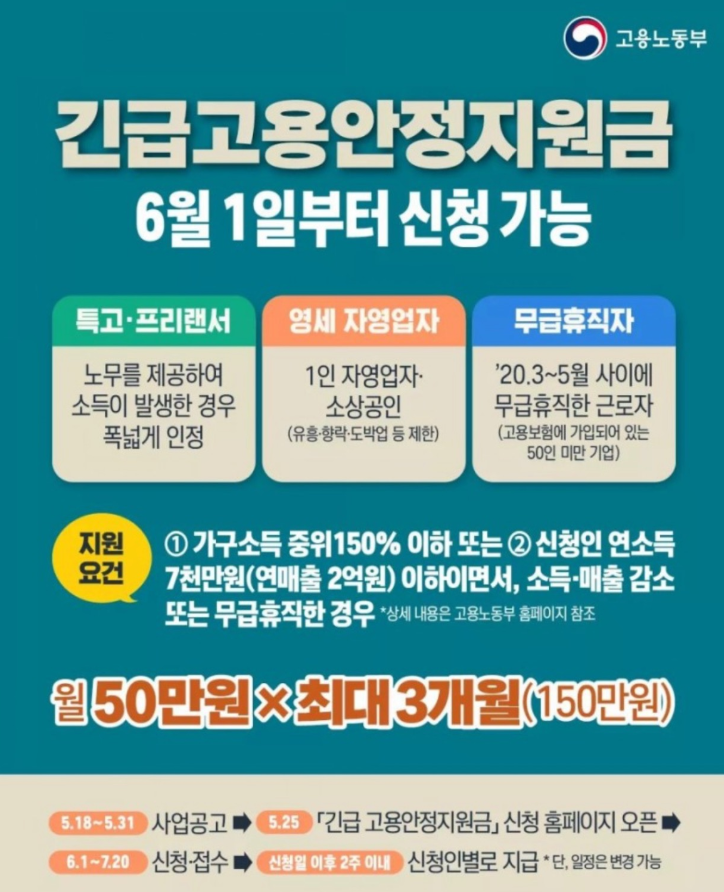 고용노동부
긴급고용안정지원금
6월 1일부터 신청 가능
특고·프리랜서
노무를 제공하여
소득이 발생한 경우
폭넓게 인정
영세 자영업자
1인 자영업자·
소상공인
(유흥·향락·도박업 등 제한)
무급휴직자
'20.3~5월 사이에
무급휴직한 근로자
(고용보험에 가입되어 있는
50인 미만 기업)
지원
요건
① 가구소득 중위150% 이하 또는 ② 신청인 연소득
7천만원(연매출 2억원) 이하이면서, 소득·매출 감소
또는 무급휴직한 경우 *상세 내용은 고용노동부 홈페이지 참조
월 50만원×최대 3개월(150만원)
5.18~5.31 사업공고 ➡ 5.25 「긴급 고용안정지원금」 신청 홈페이지 오픈 ➡
6.1~7.20 신청·접수 ➡ 신청일 이후 2주 이내 신청인별로 지급 * 단, 일정은 변경 가능